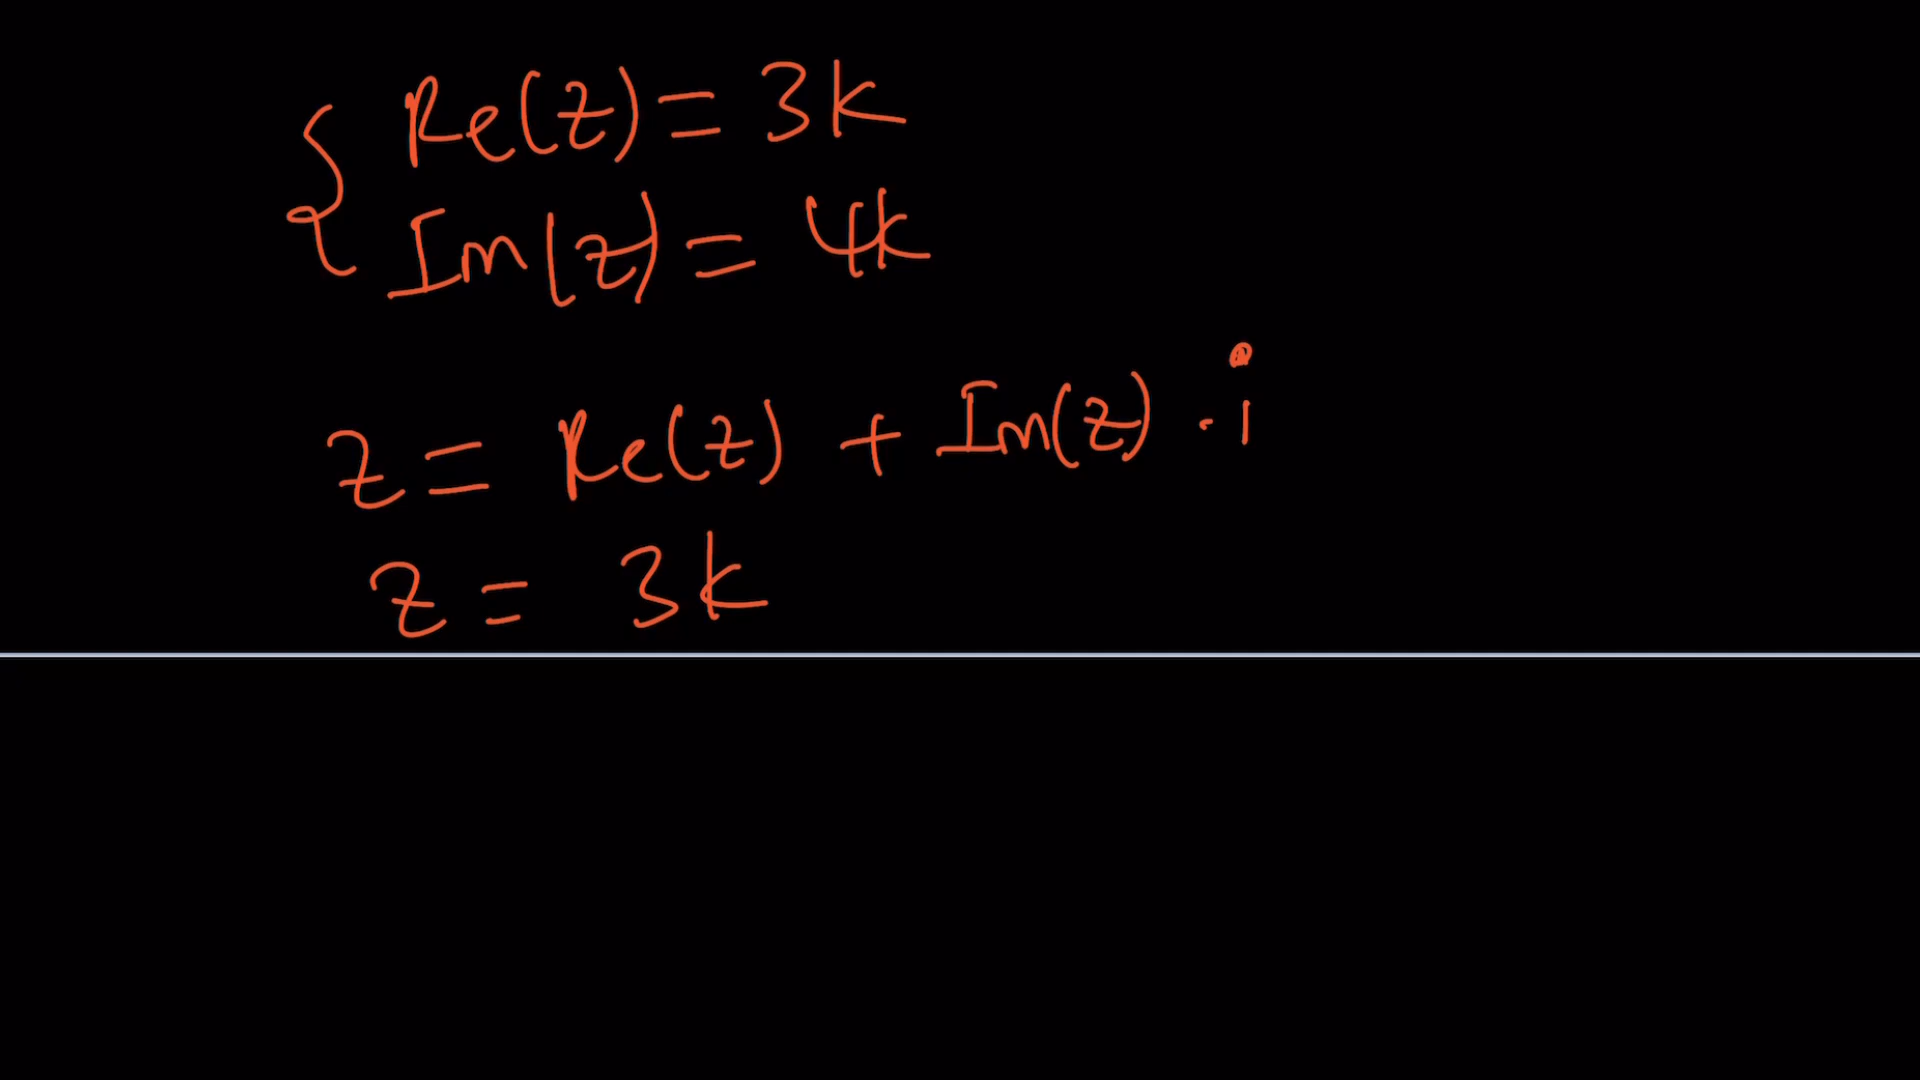 Re(z) = 3k
Im(z) = 4k
z = Re(z) + Im(z) · i
z = 3k